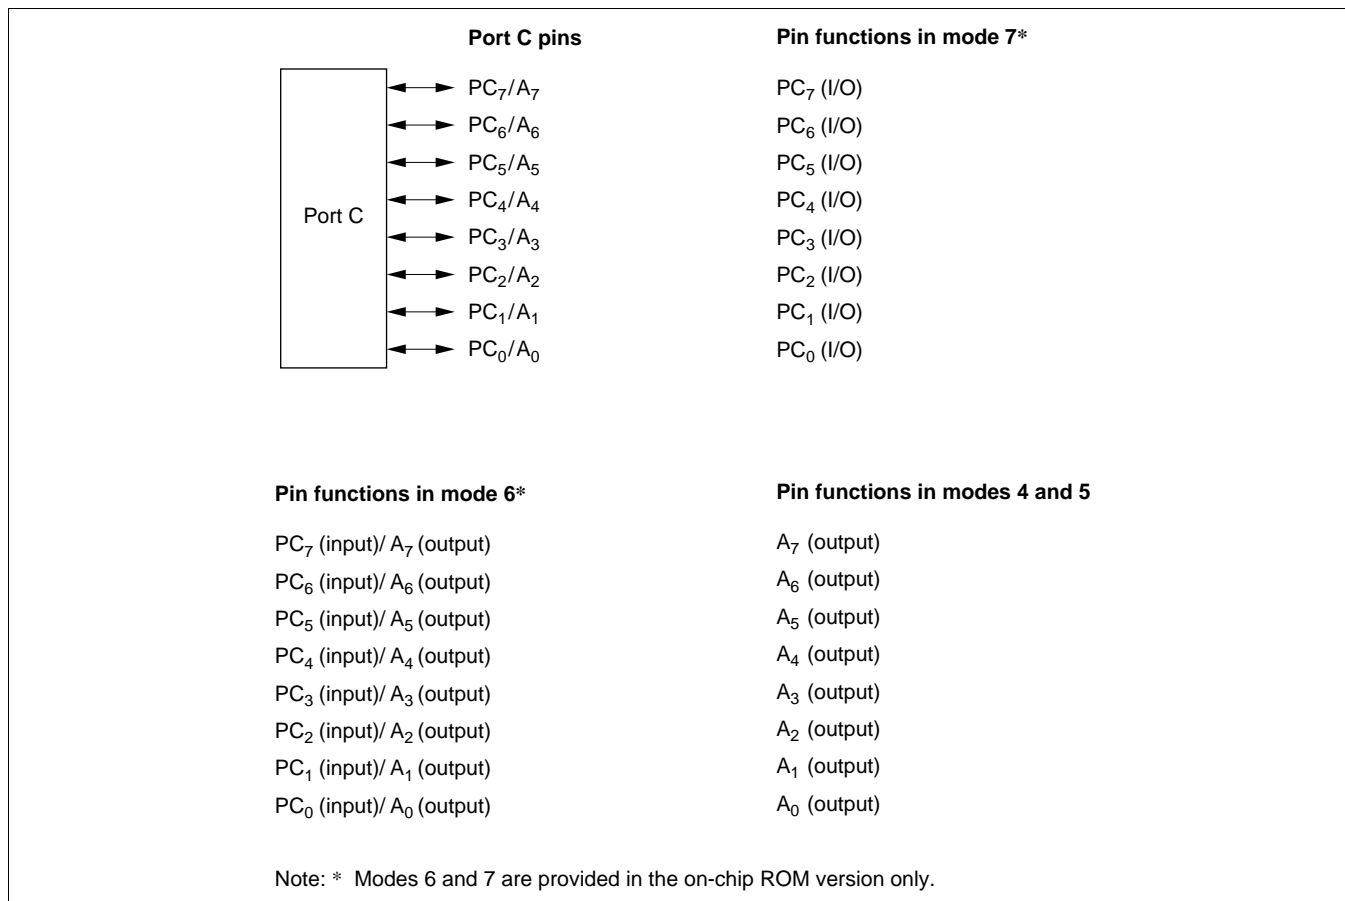 Port C pins
Pin functions in mode 7*
Port C
PC7/A7
PC7 (I/O)
PC6/A6
PC6 (I/O)
PC5/A5
PC5 (I/O)
PC4/A4
PC4 (I/O)
PC3/A3
PC3 (I/O)
PC2/A2
PC2 (I/O)
PC1/A1
PC1 (I/O)
PC0/A0
PC0 (I/O)
Pin functions in mode 6*
PC7 (input)/ A7 (output)
PC6 (input)/ A6 (output)
PC5 (input)/ A5 (output)
PC4 (input)/ A4 (output)
PC3 (input)/ A3 (output)
PC2 (input)/ A2 (output)
PC1 (input)/ A1 (output)
PC0 (input)/ A0 (output)
Pin functions in modes 4 and 5
A7 (output)
A6 (output)
A5 (output)
A4 (output)
A3 (output)
A2 (output)
A1 (output)
A0 (output)
Note: * Modes 6 and 7 are provided in the on-chip ROM version only.